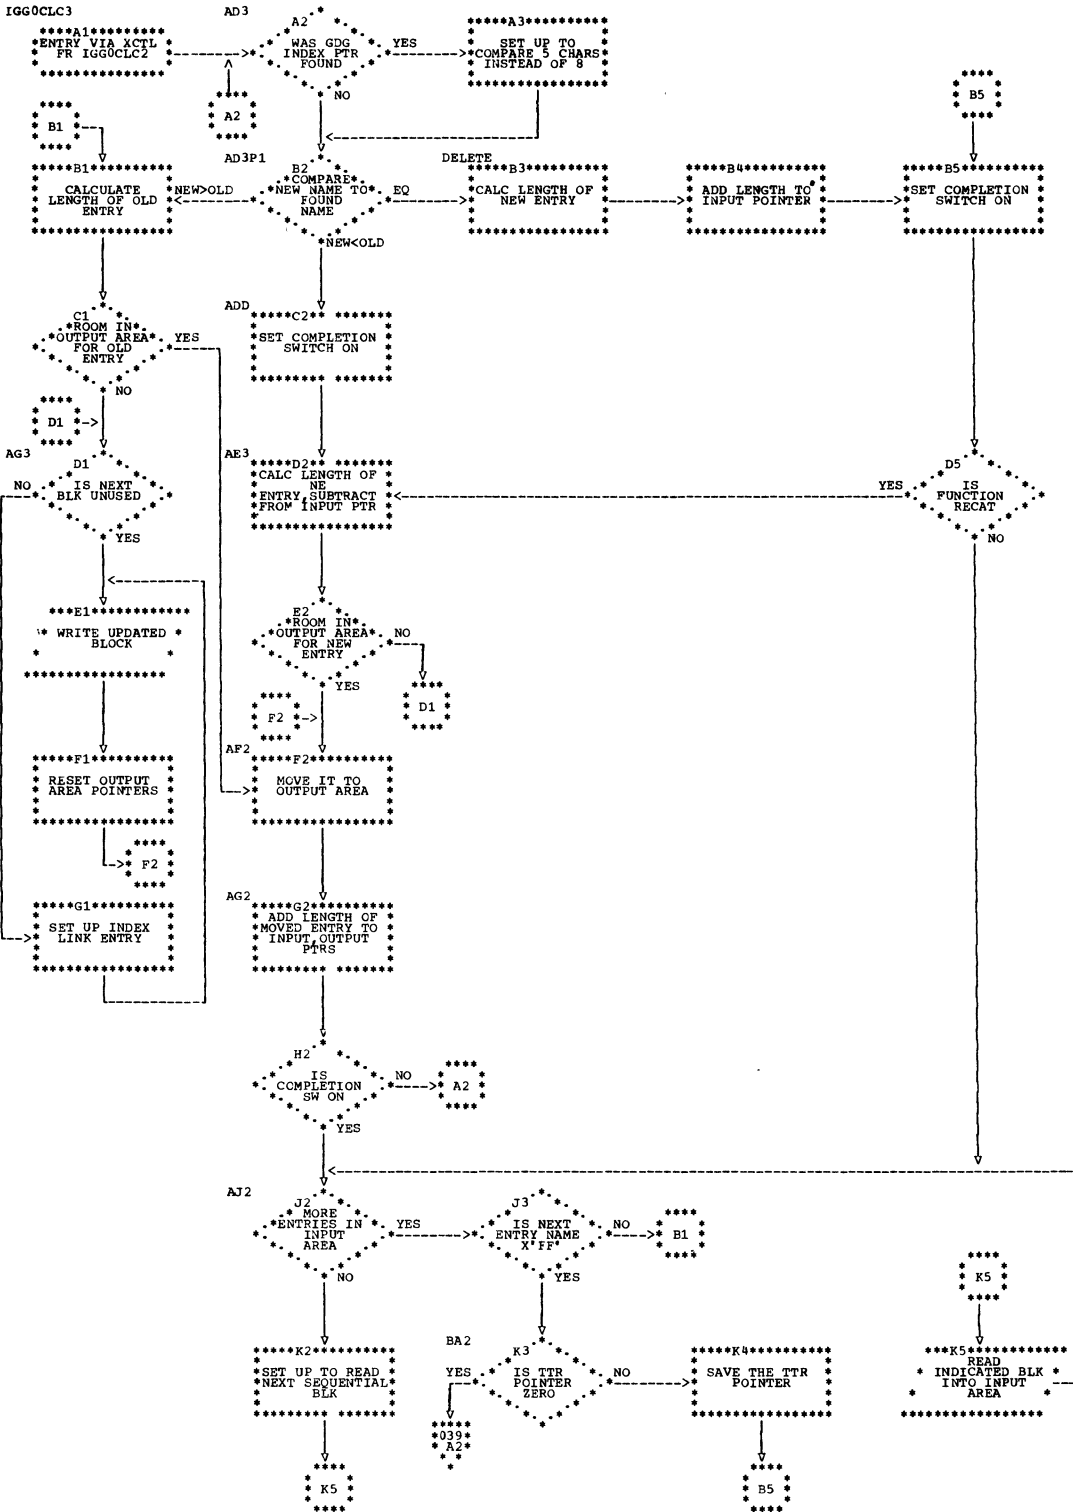 IGG0CLC3
AD3
A1
ENTRY VIA XCTL
FR IGG0CLC2
A2
WAS GDG
INDEX PTR
FOUND
YES
NO
A3
SET UP TO
COMPARE 5 CHARS
INSTEAD OF 8
A2
B1
B5
AD3P1
DELETE
B1
CALCULATE
LENGTH OF OLD
ENTRY
NEW>OLD
B2
COMPARE
NEW NAME TO
FOUND
NAME
EQ
NEW<OLD
B3
CALC LENGTH OF
NEW ENTRY
B4
ADD LENGTH TO
INPUT POINTER
B5
SET COMPLETION
SWITCH ON
C1
ROOM IN
OUTPUT AREA
FOR OLD
ENTRY
YES
NO
ADD
C2
SET COMPLETION
SWITCH ON
D1
AG3
D1
IS NEXT
BLK UNUSED
NO
YES
AE3
D2
CALC LENGTH OF
NE
ENTRY,SUBTRACT
FROM INPUT PTR
D5
IS
FUNCTION
RECAT
YES
NO
E1
WRITE UPDATED
BLOCK
E2
ROOM IN
OUTPUT AREA
FOR NEW
ENTRY
NO
YES
D1
F2
AF2
F1
RESET OUTPUT
AREA POINTERS
F2
MOVE IT TO
OUTPUT AREA
F2
AG2
G1
SET UP INDEX
LINK ENTRY
G2
ADD LENGTH OF
MOVED ENTRY TO
INPUT,OUTPUT
PTRS
H2
IS
COMPLETION
SW ON
NO
YES
A2
AJ2
J2
MORE
ENTRIES IN
INPUT
AREA
YES
NO
J3
IS NEXT
ENTRY NAME
X'FF'
NO
YES
B1
K5
BA2
K2
SET UP TO READ
NEXT SEQUENTIAL
BLK
K3
IS TTR
POINTER
ZERO
YES
NO
K4
SAVE THE TTR
POINTER
K5
READ
INDICATED BLK
INTO INPUT
AREA
039
A2
K5
B5